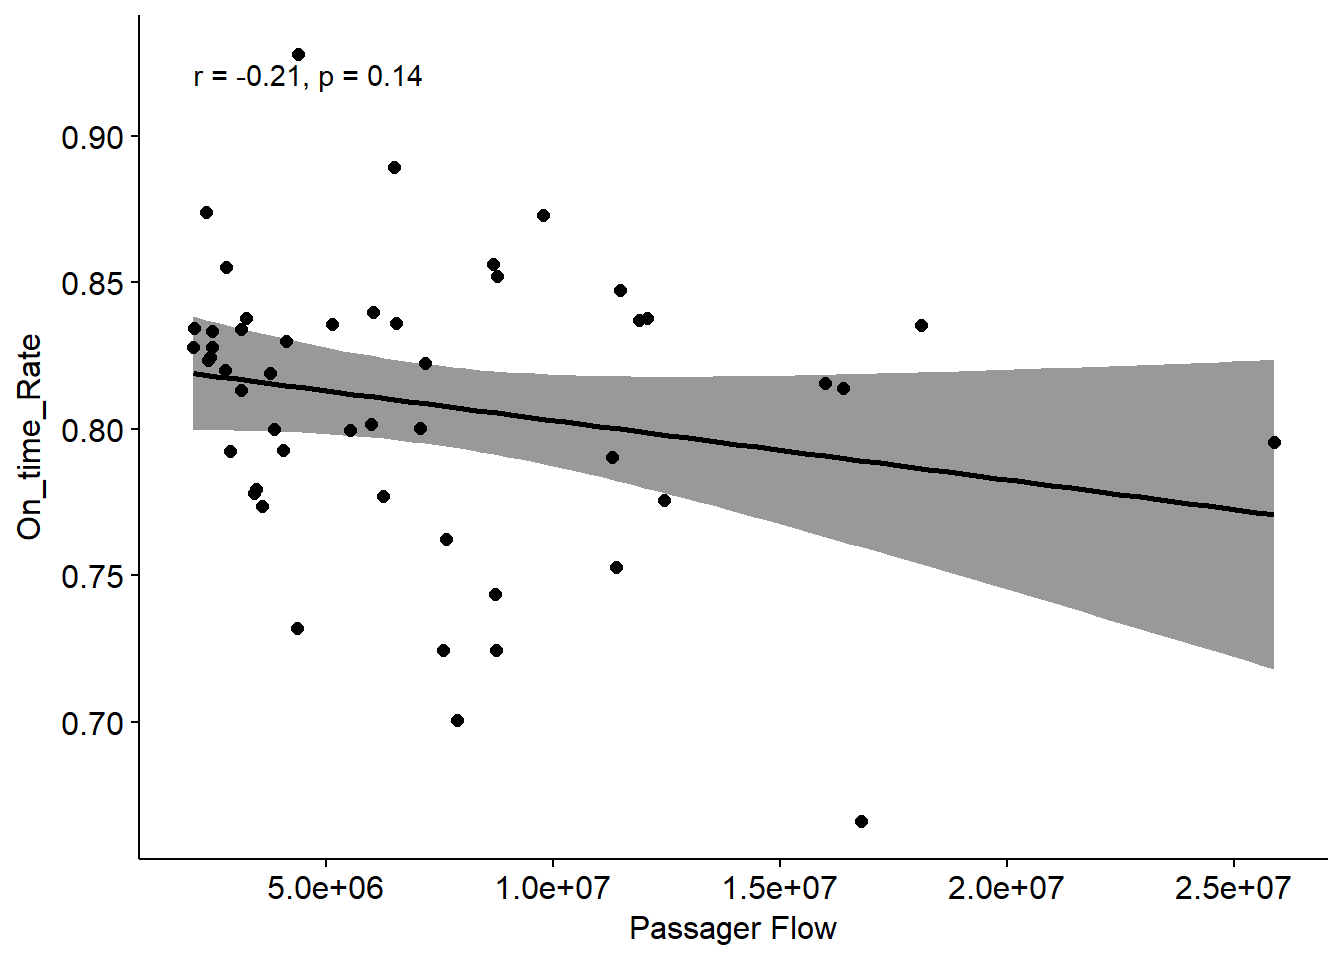 r = -0.21, p = 0.14
On_time_Rate
0.90
0.85
0.80
0.75
0.70
5.0e+06 1.0e+07 1.5e+07 2.0e+07 2.5e+07
Passager Flow